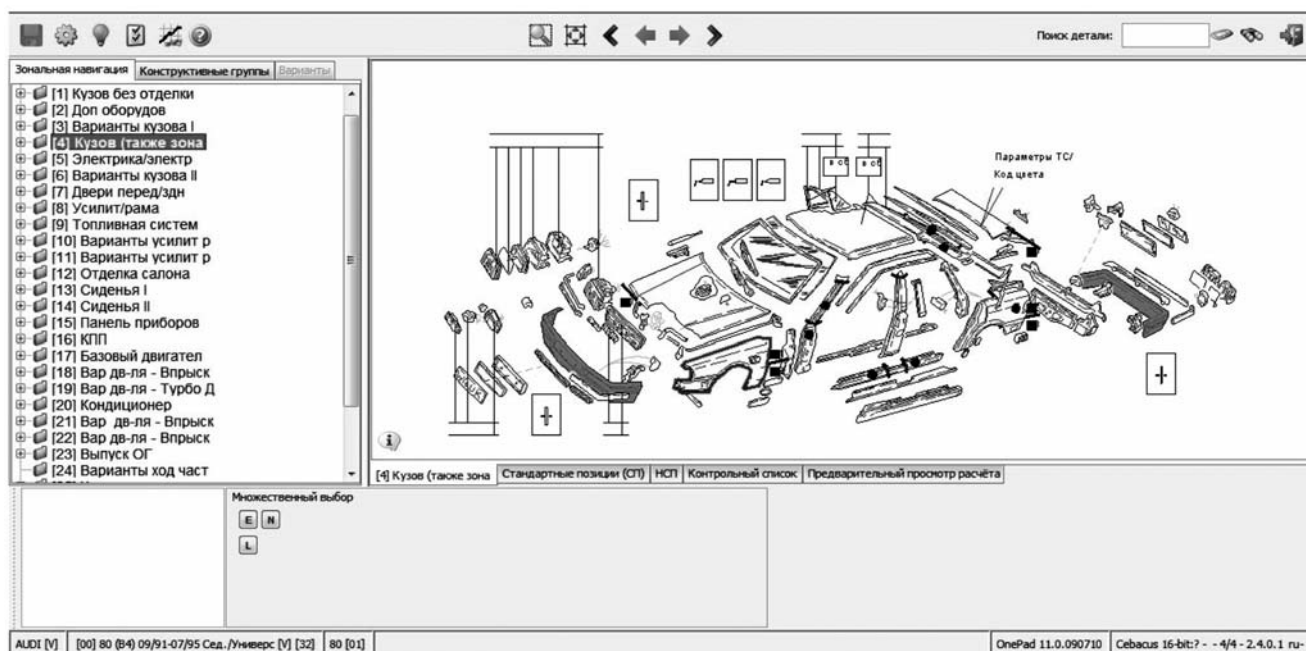 Поиск детали:
Зональная навигация
Конструктивные группы
Варианты
[1] Кузов без отделки
[2] Доп оборудов
[3] Варианты кузова I
[4] Кузов (также зона
[5] Электрика/электр
[6] Варианты кузова II
[7] Двери перед/здн
[8] Усилит/рама
[9] Топливная систем
[10] Варианты усилит р
[11] Варианты усилит р
[12] Отделка салона
[13] Сиденья I
[14] Сиденья II
[15] Панель приборов
[16] КПП
[17] Базовый двигател
[18] Вар дв-ля - Впрыск
[19] Вар дв-ля - Турбо Д
[20] Кондиционер
[21] Вар дв-ля - Впрыск
[22] Вар дв-ля - Впрыск
[23] Выпуск ОГ
[24] Варианты ход част
Параметры ТС/
Код цвета
[4] Кузов (также зона
Стандартные позиции (СП)
НСП
Контрольный список
Предварительный просмотр расчёта
Множественный выбор
E N
L
AUDI [V]
[00] 80 (B4) 09/91-07/95 Сед./Универс [V] [32]
80 [01]
OnePad 11.0.090710
Cebacus 16-bit:? - - 4/4 - 2.4.0.1 ru-